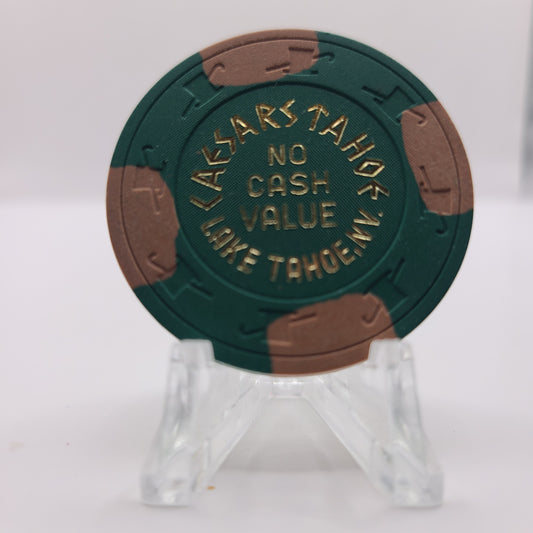 CAESARS TAHOE
NO
CASH
VALUE
LAKE TAHOE, NV.